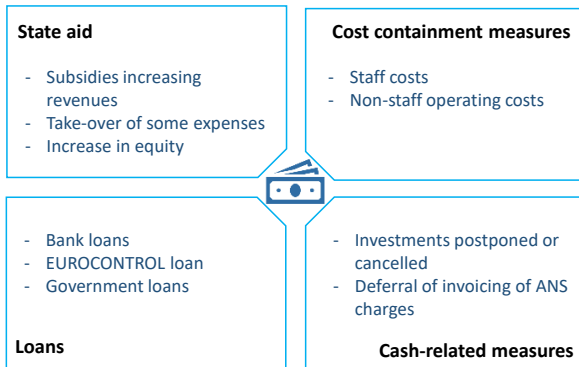 State aid
- Subsidies increasing
revenues
- Take-over of some expenses
- Increase in equity
Cost containment measures
- Staff costs
- Non-staff operating costs
- Bank loans
- EUROCONTROL loan
- Government loans
Loans
- Investments postponed or
cancelled
- Deferral of invoicing of ANS
charges
Cash-related measures